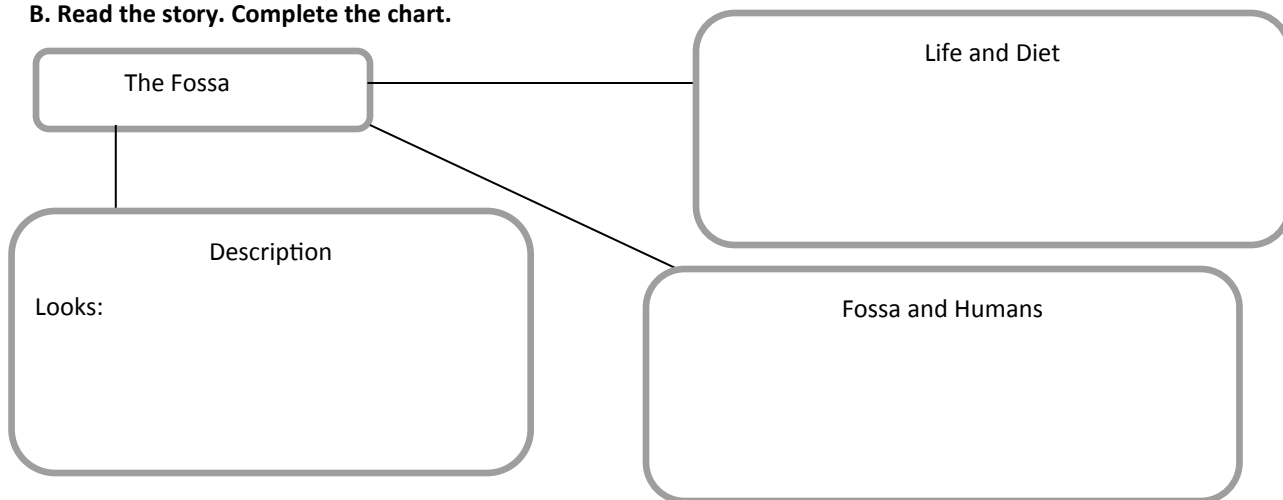 B. Read the story. Complete the chart.
The Fossa
Life and Diet
Description
Looks:
Fossa and Humans